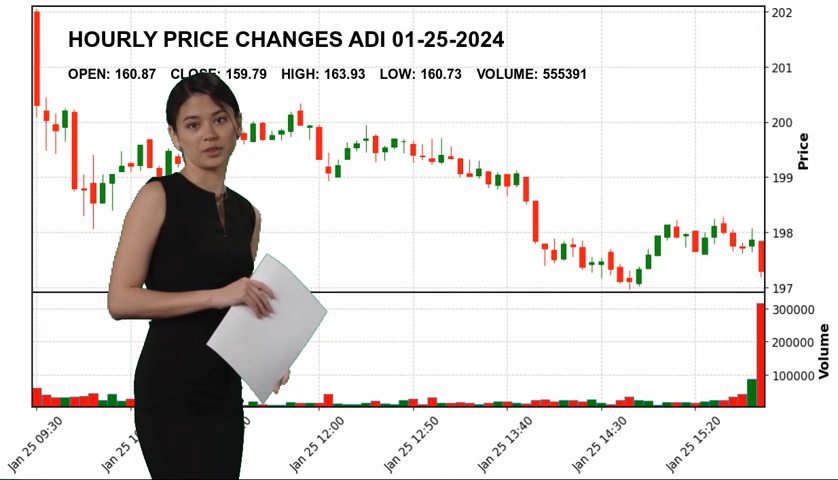 HOURLY PRICE CHANGES ADI 01-25-2024
OPEN: 160.87 CLOSE: 159.79 HIGH: 163.93 LOW: 160.73 VOLUME: 555391
202
201
200
199
198
197
Price
300000
200000
100000
Volume
Jan 25 09:30
Jan 25 12:00
Jan 25 12:50
Jan 25 13:40
Jan 25 14:30
Jan 25 15:20